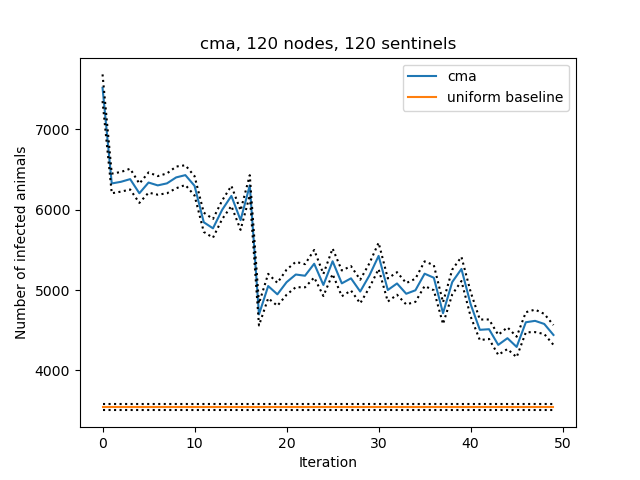 cma, 120 nodes, 120 sentinels
cma
uniform baseline
Number of infected animals
7000
6000
5000
4000
0 10 20 30 40 50
Iteration